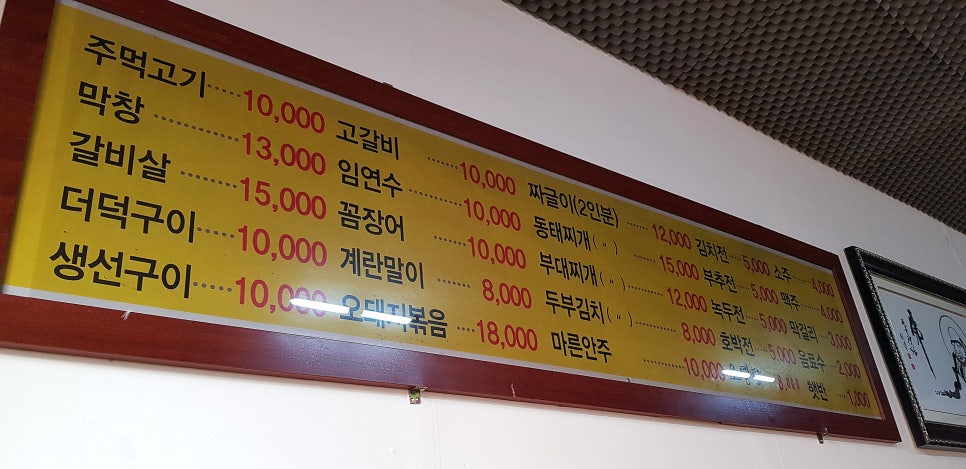 주먹고기 10,000 고갈비 10,000 짜글이(2인분) 12,000 김치전 5,000 소주 4,000
막창 13,000 임연수 10,000 동태찌개(〃) 15,000 부추전 5,000 맥주 4,000
갈비살 15,000 꼼장어 10,000 부대찌개(〃) 12,000 녹두전 5,000 막걸리 3,000
더덕구이 10,000 계란말이 8,000 두부김치(〃) 8,000 호박전 5,000 음료수 2,000
생선구이 10,000 오돼지볶음 18,000 마른안주 10,000 햇반 1,000